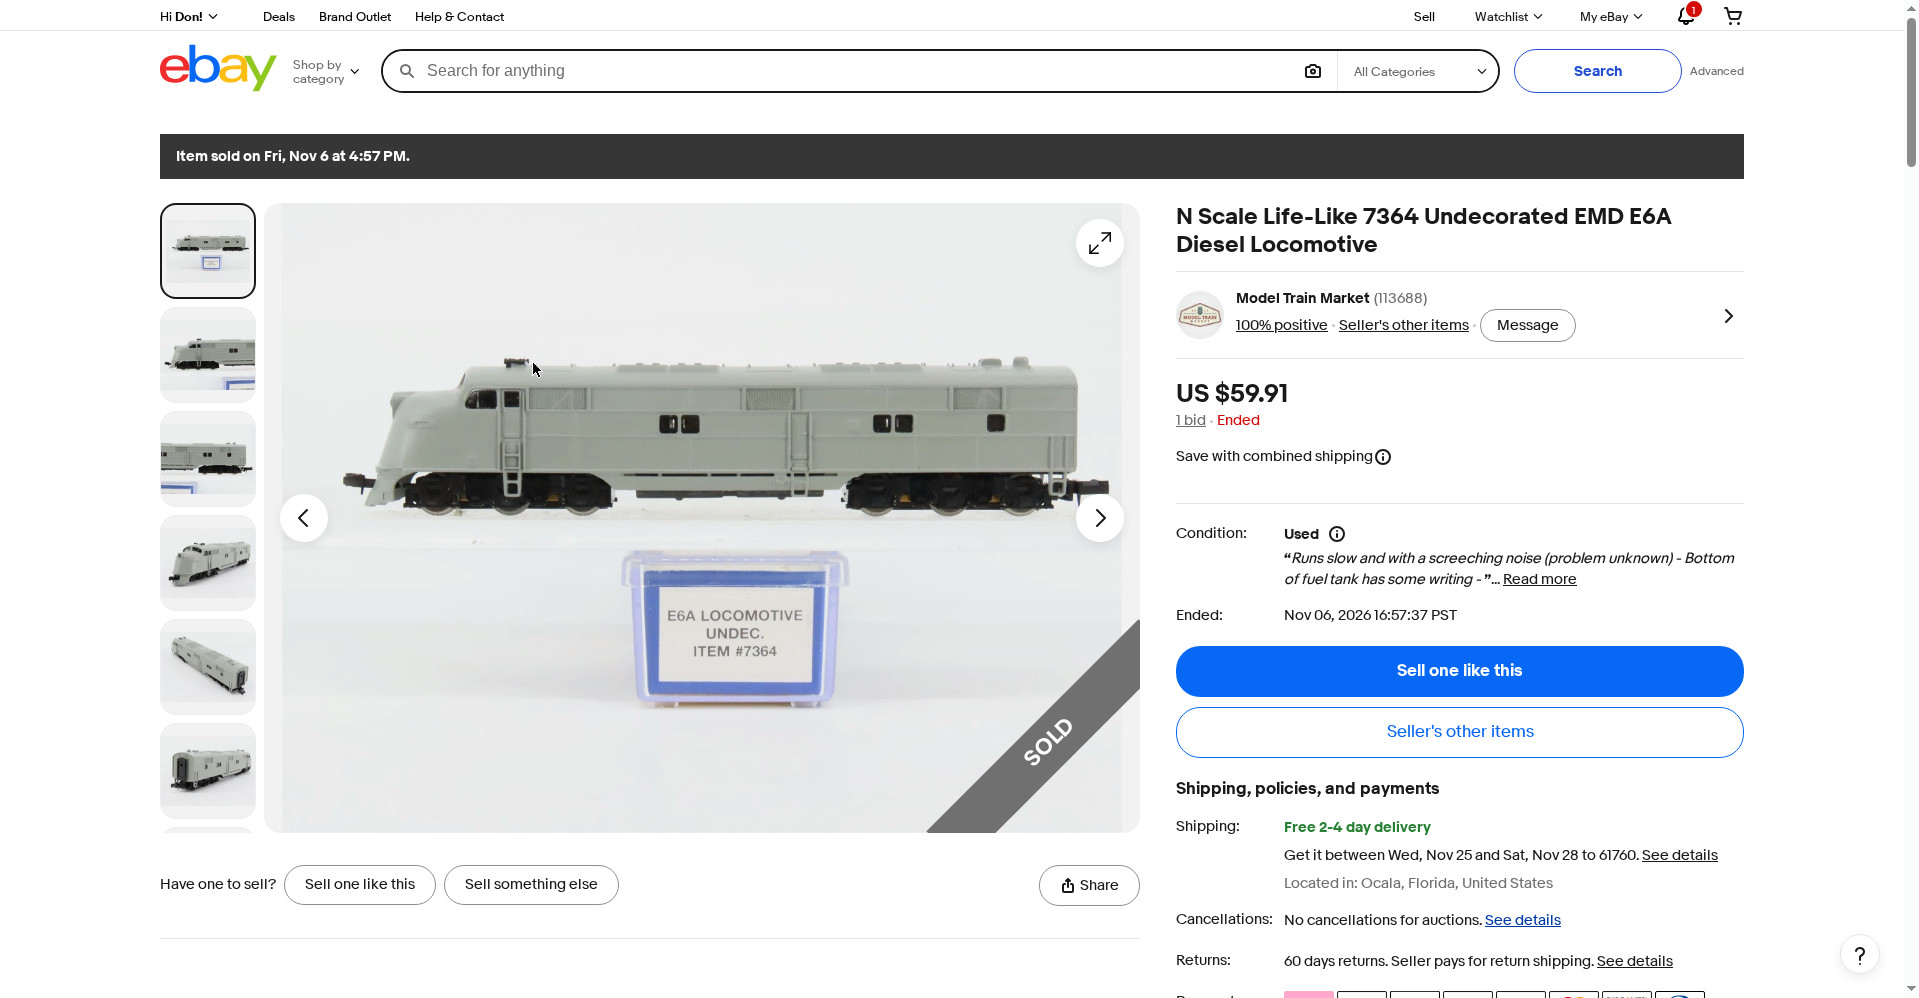 Hi Don!
Deals
Brand Outlet
Help & Contact
Sell
Watchlist
My eBay
1
ebay
Shop by
category
Search for anything
All Categories
Search
Advanced
Item sold on Fri, Nov 6 at 4:57 PM.
E6A LOCOMOTIVE
UNDEC.
ITEM #7364
SOLD
Have one to sell?
Sell one like this
Sell something else
Share
N Scale Life-Like 7364 Undecorated EMD E6A
Diesel Locomotive
MODEL TRAIN
Model Train Market (113688)
100% positive · Seller's other items · Message
US $59.91
1 bid · Ended
Save with combined shipping
Condition:
Used
“Runs slow and with a screeching noise (problem unknown) - Bottom
of fuel tank has some writing - ”... Read more
Ended:
Nov 06, 2026 16:57:37 PST
Sell one like this
Seller's other items
Shipping, policies, and payments
Shipping:
Free 2-4 day delivery
Get it between Wed, Nov 25 and Sat, Nov 28 to 61760. See details
Located in: Ocala, Florida, United States
Cancellations:
No cancellations for auctions. See details
Returns:
60 days returns. Seller pays for return shipping. See details
?